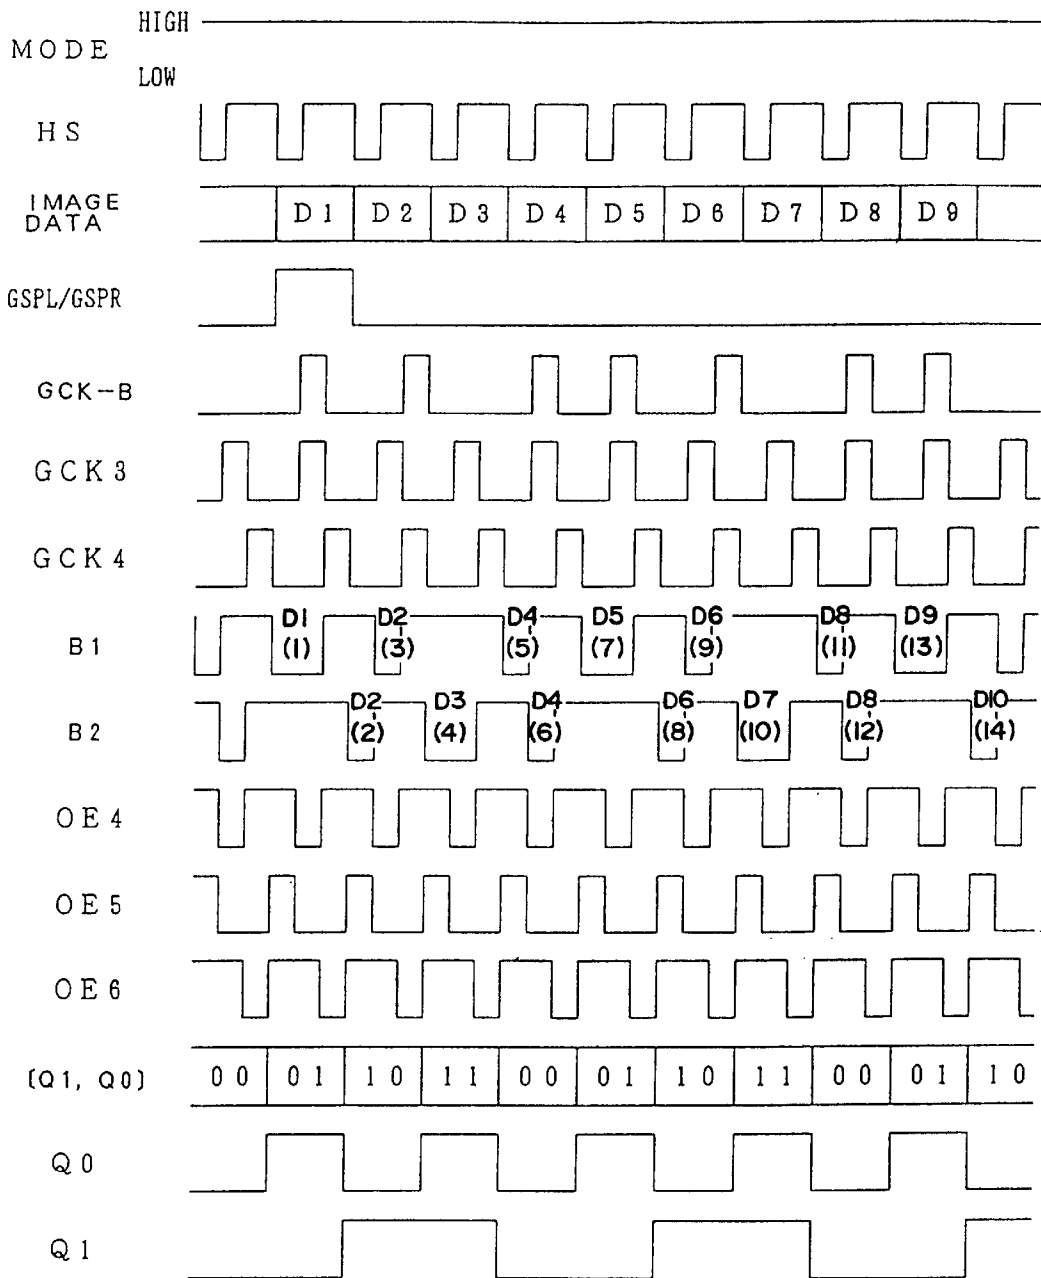 HIGH
MODE
LOW
HS
IMAGE
DATA
D1 D2 D3 D4 D5 D6 D7 D8 D9
GSPL/GSPR
GCK-B
GCK3
GCK4
B1
D1 D2 D4 D5 D6 D8 D9
(1) (3) (5) (7) (9) (11) (13)
B2
D2 D3 D4 D6 D7 D8 D10
(2) (4) (6) (8) (10) (12) (14)
OE4
OE5
OE6
[Q1, Q0] 00 01 10 11 00 01 10 11 00 01 10
Q0
Q1